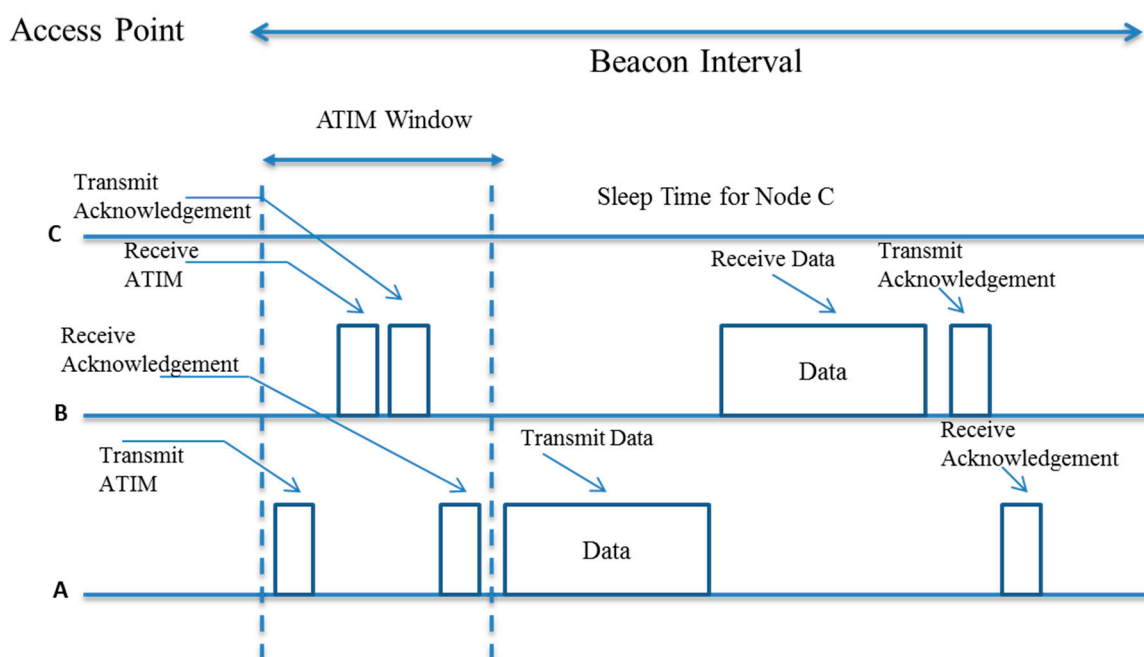 Access Point
Beacon Interval
ATIM Window
Transmit
Acknowledgement
Sleep Time for Node C
C
Receive
ATIM
Receive Data
Transmit
Acknowledgement
Receive
Acknowledgement
Data
B
Transmit
ATIM
Transmit Data
Receive
Acknowledgement
Data
A